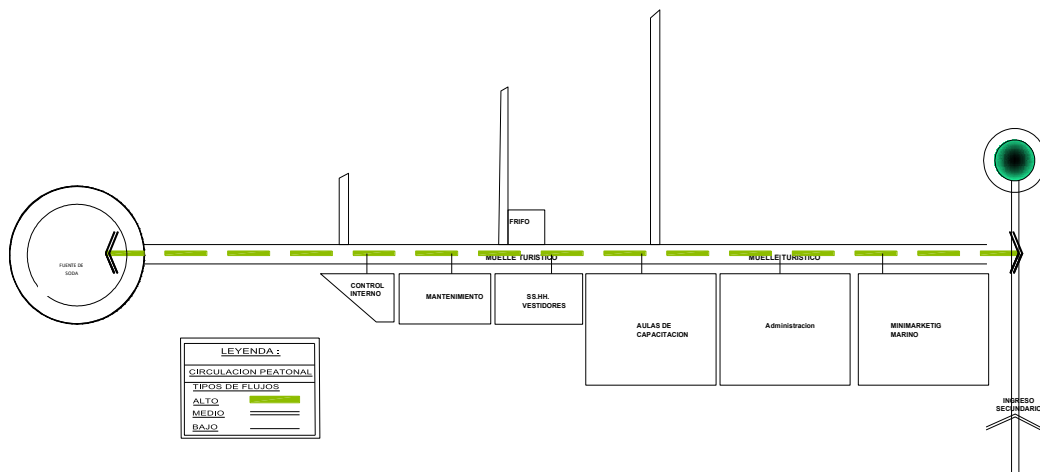 FRIFO
MUELLE TURISTICO
MUELLE TURISTICO
FUENTE DE
SODA
CONTROL
INTERNO
MANTENIMIENTO
SS.HH.
VESTIDORES
AULAS DE
CAPACITACION
Administracion
MINIMARKETIG
MARINO
LEYENDA :
CIRCULACION PEATONAL
TIPOS DE FLUJOS
ALTO
MEDIO
BAJO
INGRESO
SECUNDARIO